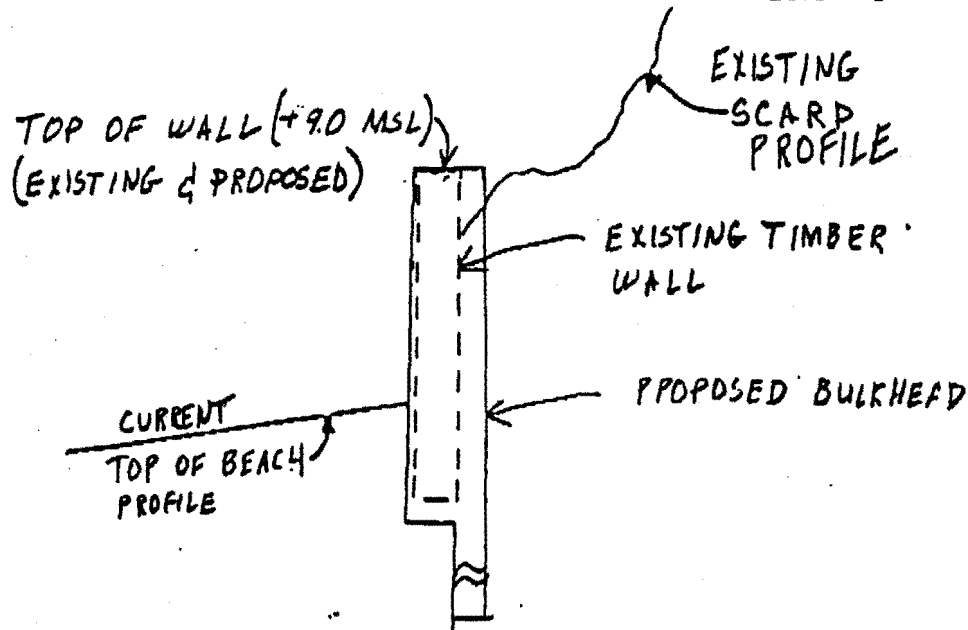 EXISTING
SCARD
PROFILE
TOP OF WALL (+9.0 MSL)
(EXISTING & PROPOSED)
EXISTING TIMBER
WALL
PPOPOSED BULKHEAD
CURRENT
TOP OF BEACH
PROFILE